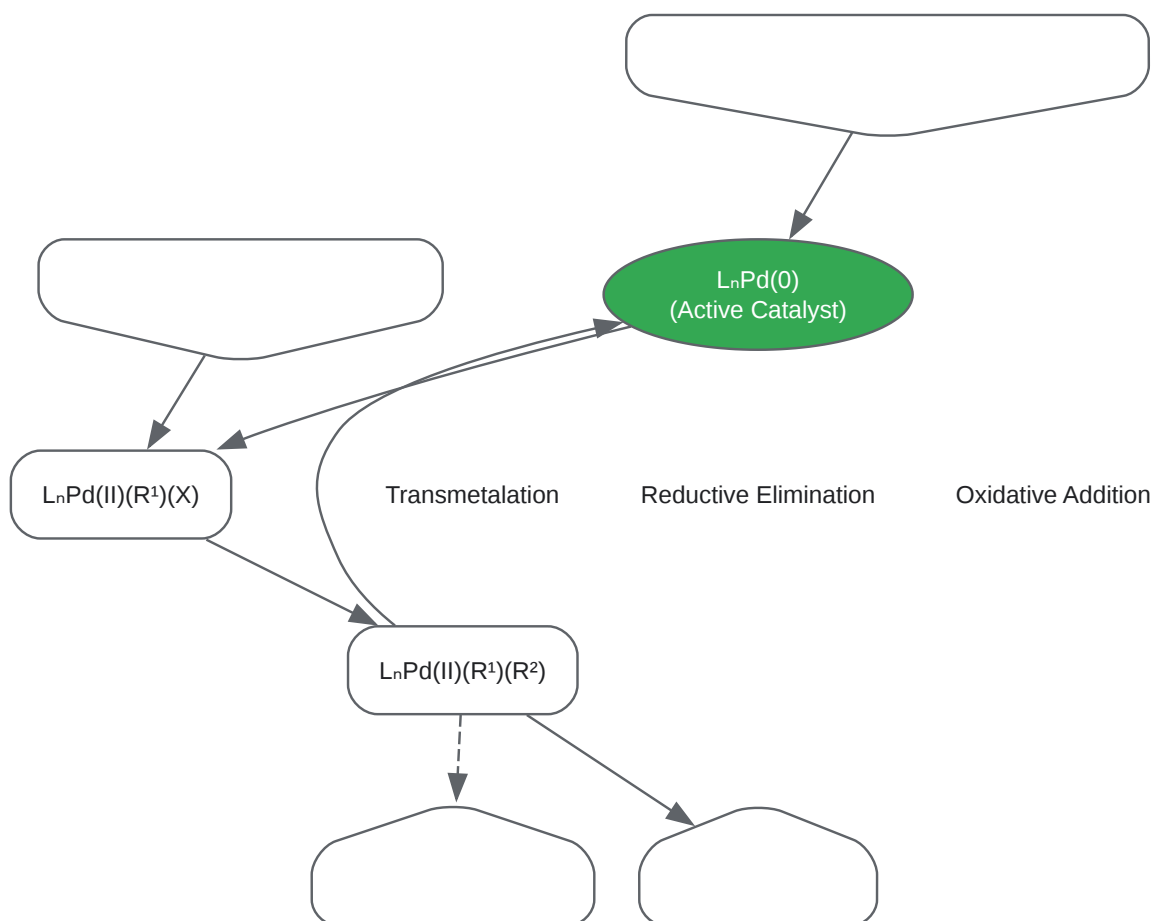 LₙPd(0)
(Active Catalyst)
LₙPd(II)(R¹)(X)
Transmetalation
Reductive Elimination
Oxidative Addition
LₙPd(II)(R¹)(R²)